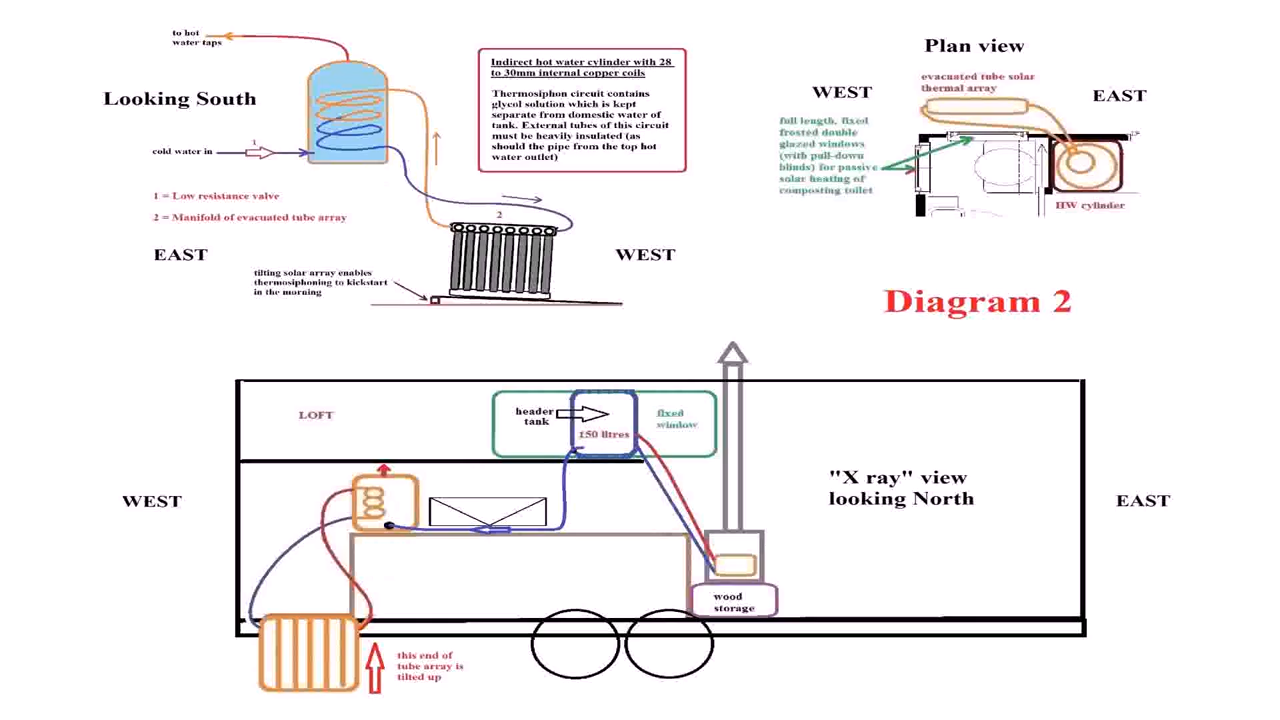 to hot
water taps
Looking South
cold water in
1
1 = Low resistance valve
2 = Manifold of evacuated tube array
EAST
tilting solar array enables
thermosiphoning to kickstart
in the morning
2
WEST
Indirect hot water cylinder with 28
to 30mm internal copper coils
Thermosiphon circuit contains
glycol solution which is kept
separate from domestic water of
tank. External tubes of this circuit
must be heavily insulated (as
should the pipe from the top hot
water outlet)
Plan view
evacuated tube solar
thermal array
WEST
EAST
full length, fixed
frosted double
glazed windows
(with pull-down
blinds) for passive
solar heating of
composting toilet
HW cylinder
Diagram 2
LOFT
header
tank
150 litres
fixed
window
"X ray" view
looking North
WEST
EAST
wood
storage
this end of
tube array is
tilted up